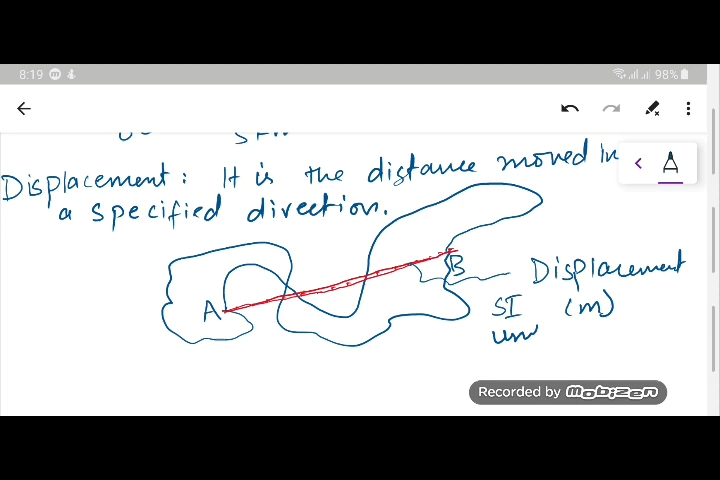 8:19
98%
Displacement: It is the distance moved in
a specified direction.
A
B
Displacement
SI (m)
Recorded by MOBIZEN